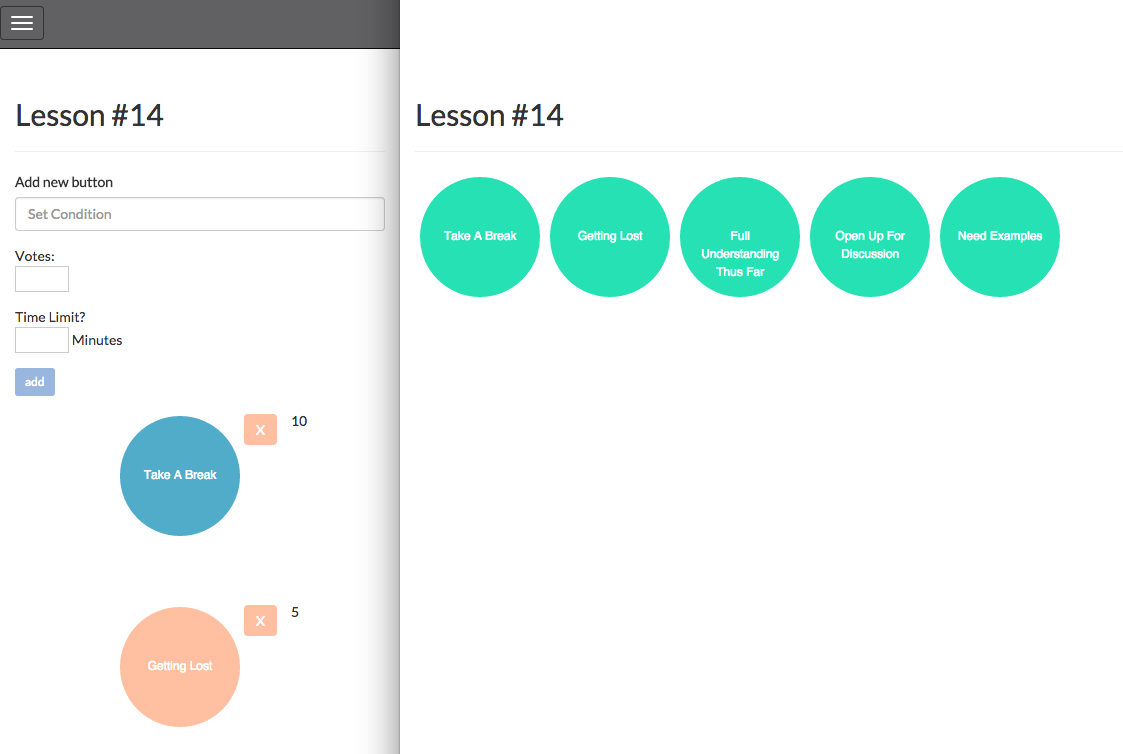 Lesson #14
Add new button
Set Condition
Votes:
Time Limit?
Minutes
add
Take A Break
X
10
Getting Lost
X
5
Lesson #14
Take A Break
Getting Lost
Full
Understanding
Thus Far
Open Up For
Discussion
Need Examples